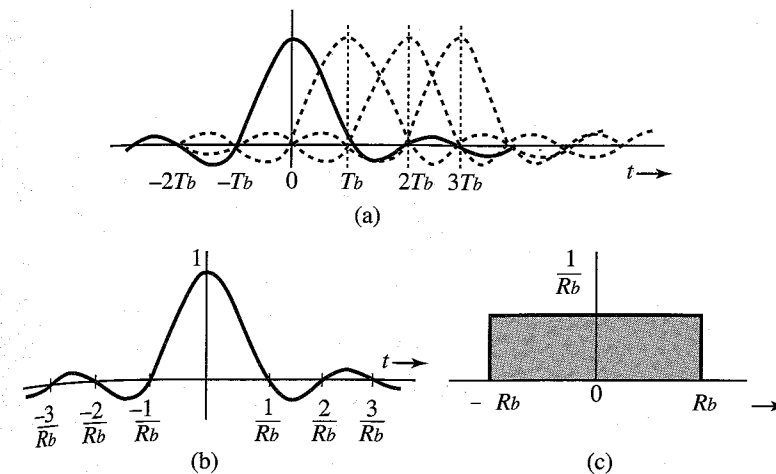 −2Tb −Tb 0 Tb 2Tb 3Tb t→
(a)
1
t→
−3/Rb −2/Rb −1/Rb 1/Rb 2/Rb 3/Rb
(b)
1/Rb
− Rb 0 Rb →
(c)